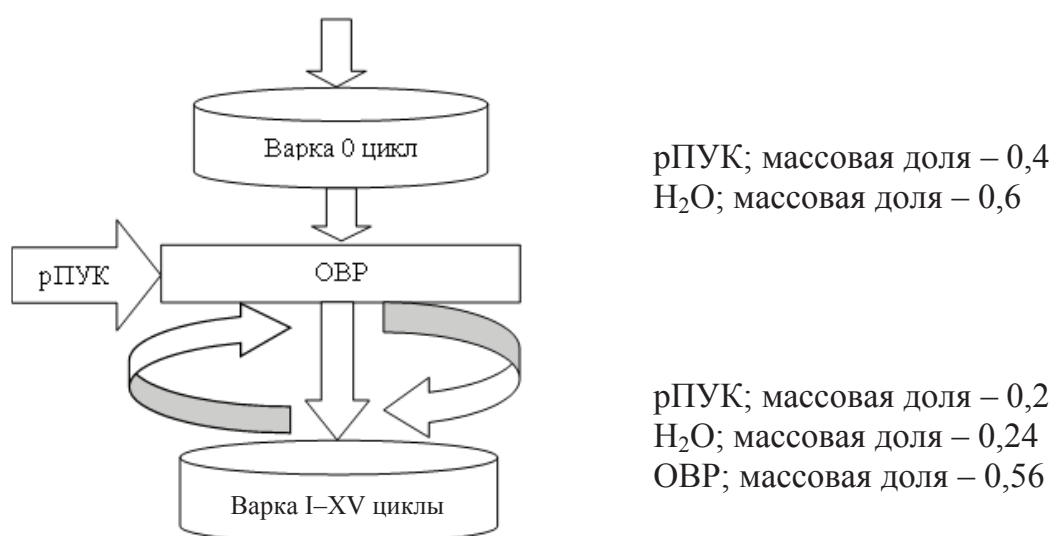 Варка 0 цикл
рПУК; массовая доля – 0,4
H₂O; массовая доля – 0,6
рПУК
ОВР
рПУК; массовая доля – 0,2
H₂O; массовая доля – 0,24
ОВР; массовая доля – 0,56
Варка I–XV циклы